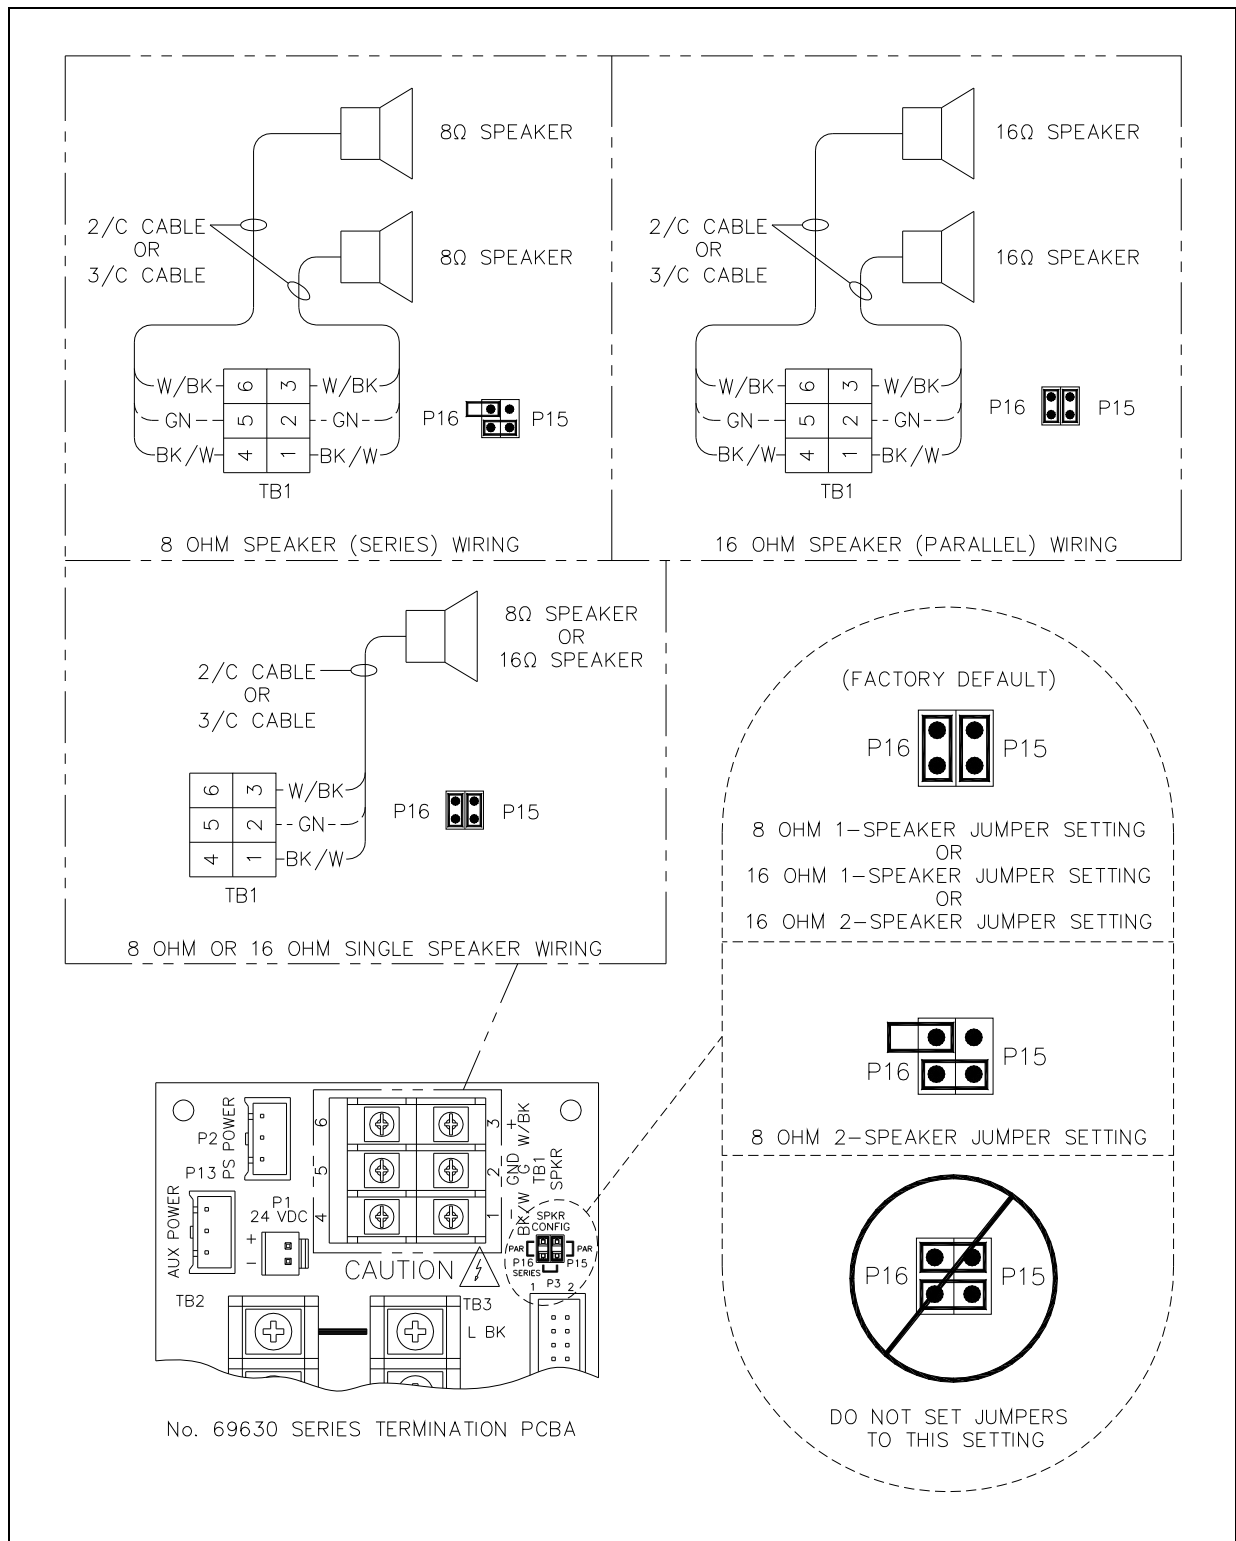 8Ω SPEAKER
2/C CABLE
OR
3/C CABLE
8Ω SPEAKER
W/BK 6 3 W/BK
GN 5 2 GN
BK/W 4 1 BK/W
TB1
P16 P15
8 OHM SPEAKER (SERIES) WIRING
16Ω SPEAKER
2/C CABLE
OR
3/C CABLE
16Ω SPEAKER
W/BK 6 3 W/BK
GN 5 2 GN
BK/W 4 1 BK/W
TB1
P16 P15
16 OHM SPEAKER (PARALLEL) WIRING
8Ω SPEAKER
OR
16Ω SPEAKER
2/C CABLE
OR
3/C CABLE
6 3 W/BK
5 2 GN
4 1 BK/W
TB1
P16 P15
8 OHM OR 16 OHM SINGLE SPEAKER WIRING
(FACTORY DEFAULT)
P16 P15
8 OHM 1-SPEAKER JUMPER SETTING
OR
16 OHM 1-SPEAKER JUMPER SETTING
OR
16 OHM 2-SPEAKER JUMPER SETTING
P16 P15
8 OHM 2-SPEAKER JUMPER SETTING
P16 P15
DO NOT SET JUMPERS
TO THIS SETTING
P2
PS POWER
P13
AUX POWER
P1
24 VDC
+
-
6
5
4
3
2
1
+ W/BK
GND G
- BK/W
TB1
SPKR
SPKR
CONFIG
PAR PAR
P16 P15
SERIES
P3
1 2
CAUTION
TB2
TB3
L BK
No. 69630 SERIES TERMINATION PCBA